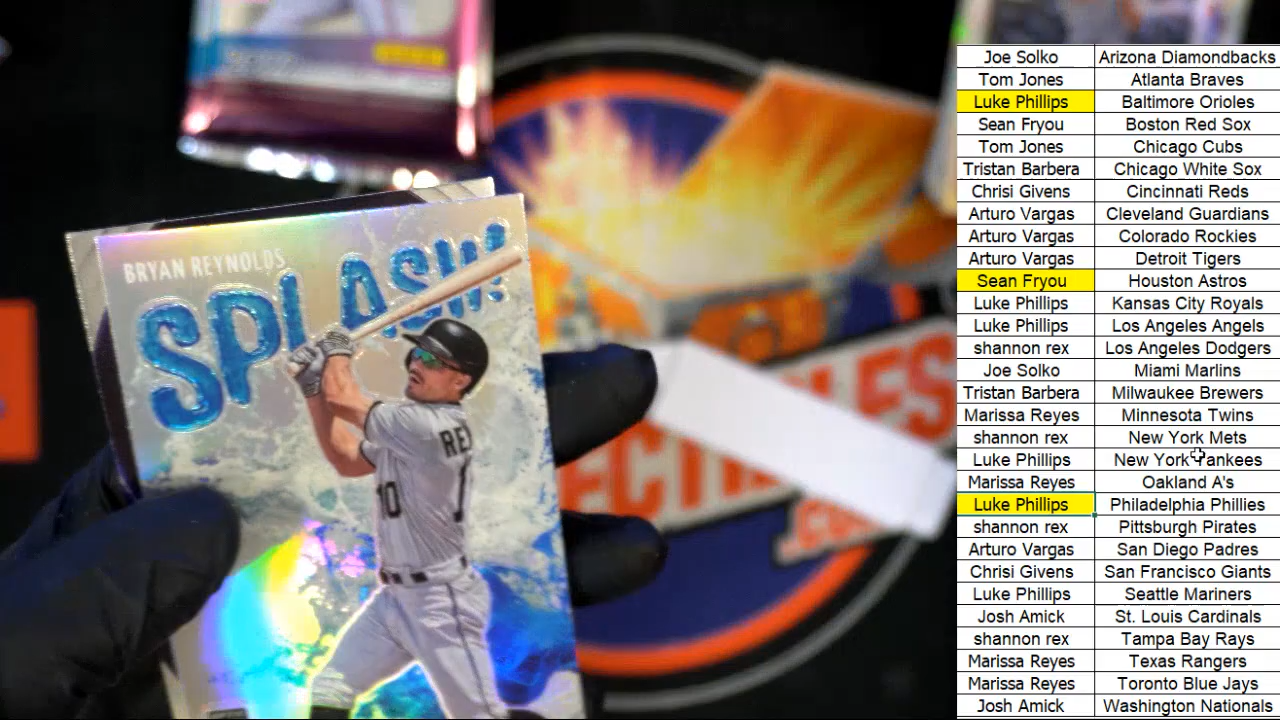 BRYAN REYNOLDS
SPLASH!
10
Joe Solko Arizona Diamondbacks
Tom Jones Atlanta Braves
Luke Phillips Baltimore Orioles
Sean Fryou Boston Red Sox
Tom Jones Chicago Cubs
Tristan Barbera Chicago White Sox
Chrisi Givens Cincinnati Reds
Arturo Vargas Cleveland Guardians
Arturo Vargas Colorado Rockies
Arturo Vargas Detroit Tigers
Sean Fryou Houston Astros
Luke Phillips Kansas City Royals
Luke Phillips Los Angeles Angels
shannon rex Los Angeles Dodgers
Joe Solko Miami Marlins
Tristan Barbera Milwaukee Brewers
Marissa Reyes Minnesota Twins
shannon rex New York Mets
Luke Phillips New York Yankees
Marissa Reyes Oakland A's
Luke Phillips Philadelphia Phillies
shannon rex Pittsburgh Pirates
Arturo Vargas San Diego Padres
Chrisi Givens San Francisco Giants
Luke Phillips Seattle Mariners
Josh Amick St. Louis Cardinals
shannon rex Tampa Bay Rays
Marissa Reyes Texas Rangers
Marissa Reyes Toronto Blue Jays
Josh Amick Washington Nationals